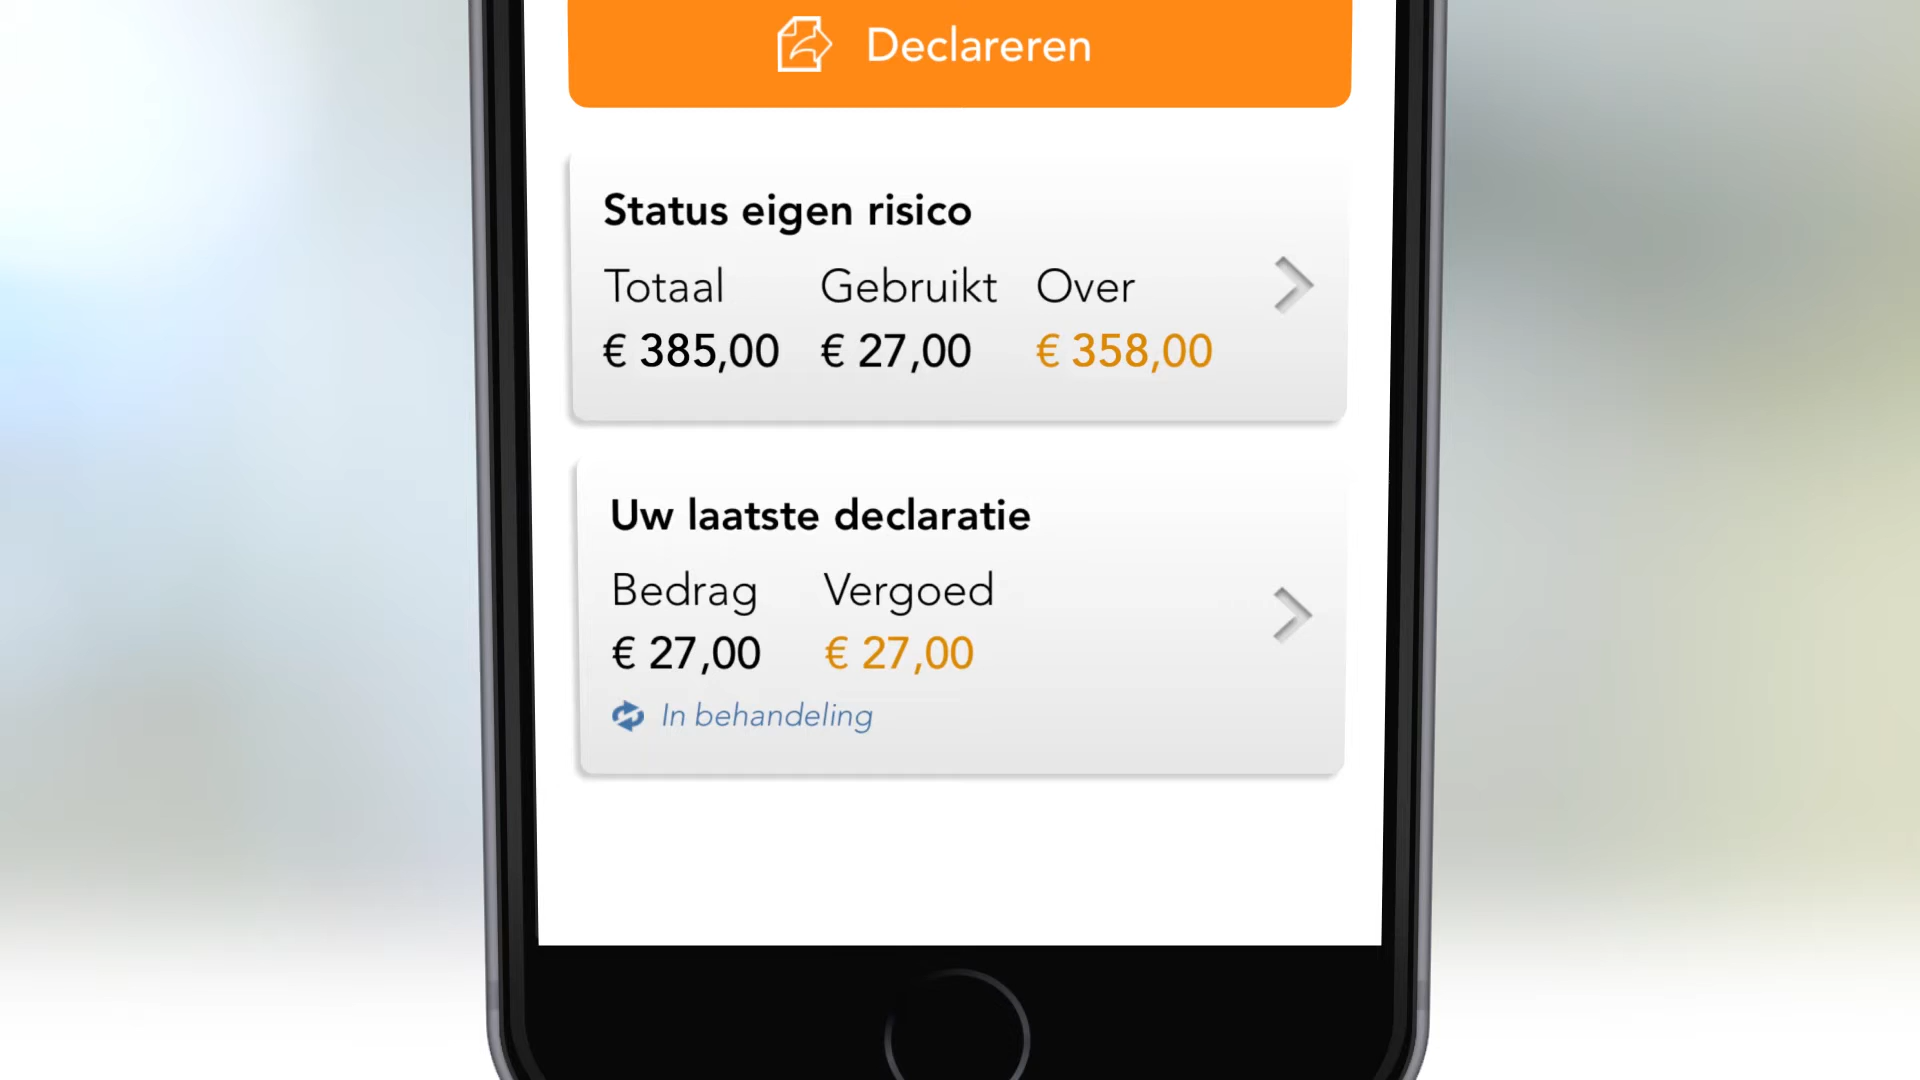 Declareren
Status eigen risico
Totaal Gebruikt Over
€ 385,00 € 27,00 € 358,00
Uw laatste declaratie
Bedrag Vergoed
€ 27,00 € 27,00
In behandeling